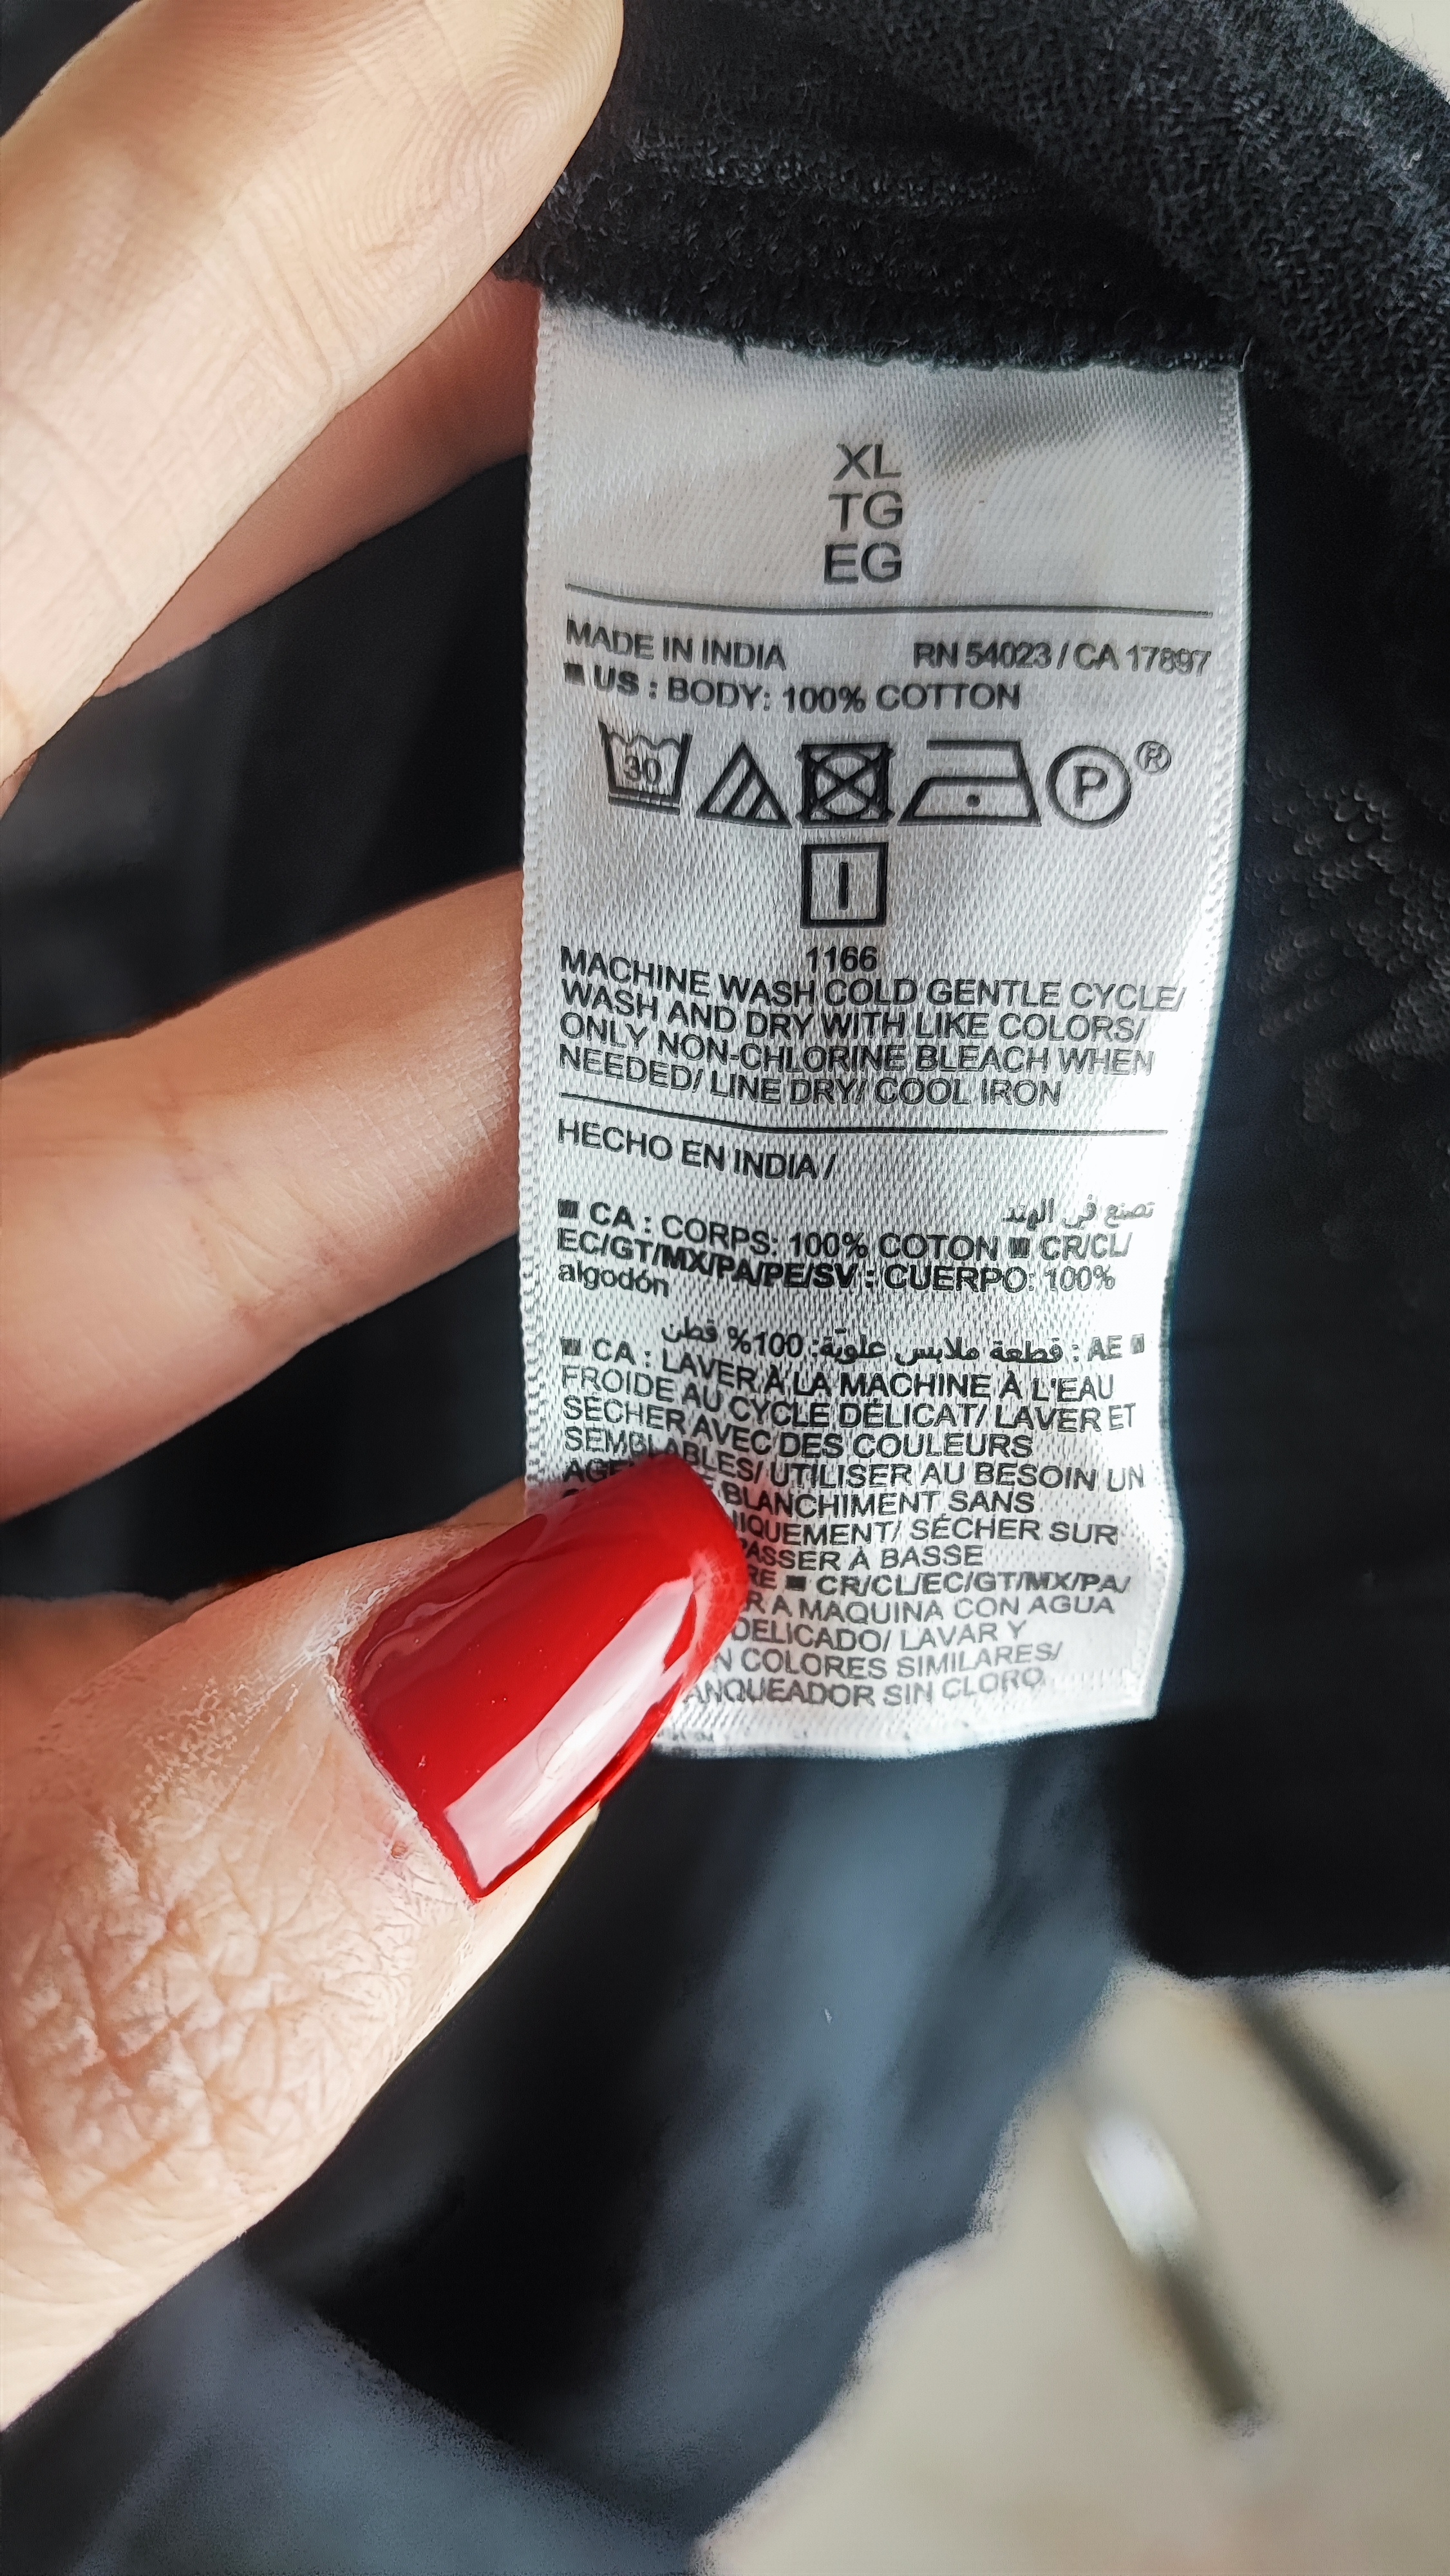 XL
TG
EG
MADE IN INDIA RN 54023 / CA 17897
■ US : BODY: 100% COTTON
30 P ®
1166
MACHINE WASH COLD GENTLE CYCLE/
WASH AND DRY WITH LIKE COLORS/
ONLY NON-CHLORINE BLEACH WHEN
NEEDED/ LINE DRY/ COOL IRON
HECHO EN INDIA /
تصنع في الهند
■ CA : CORPS: 100% COTON ■ CR/CL/
EC/GT/MX/PA/PE/SV : CUERPO: 100%
algodón
■ AE : قطعة ملابس علويّة: 100% قطن
■ CA : LAVER À LA MACHINE À L'EAU
FROIDE AU CYCLE DÉLICAT/ LAVER ET
SÉCHER AVEC DES COULEURS
SEMBLABLES/ UTILISER AU BESOIN UN
BLANCHIMENT SANS
SÉCHER SUR
À BASSE
■ CR/CL/EC/GT/MX/PA/
A MAQUINA CON AGUA
DELICADO/ LAVAR Y
COLORES SIMILARES/
SIN CLORO